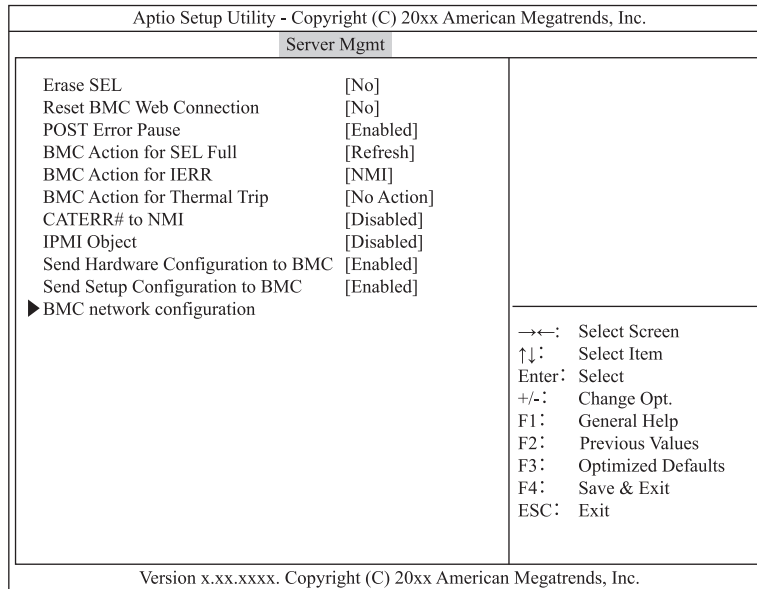 Aptio Setup Utility - Copyright (C) 20xx American Megatrends, Inc.
Server Mgmt
Erase SEL [No]
Reset BMC Web Connection [No]
POST Error Pause [Enabled]
BMC Action for SEL Full [Refresh]
BMC Action for IERR [NMI]
BMC Action for Thermal Trip [No Action]
CATERR# to NMI [Disabled]
IPMI Object [Disabled]
Send Hardware Configuration to BMC [Enabled]
Send Setup Configuration to BMC [Enabled]
▶BMC network configuration
→←: Select Screen
↑↓: Select Item
Enter: Select
+/-: Change Opt.
F1: General Help
F2: Previous Values
F3: Optimized Defaults
F4: Save & Exit
ESC: Exit
Version x.xx.xxxx. Copyright (C) 20xx American Megatrends, Inc.